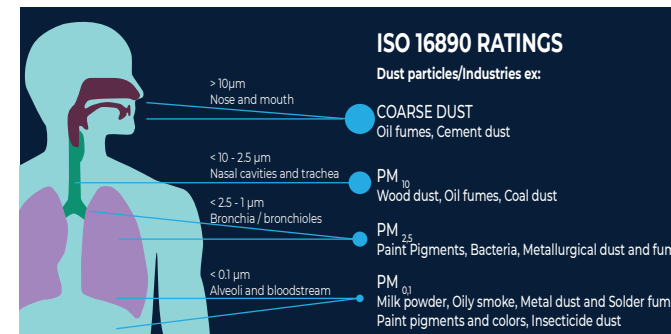 ISO 16890 RATINGS
Dust particles/Industries ex:
> 10µm
Nose and mouth
COARSE DUST
Oil fumes, Cement dust
< 10 - 2.5 µm
Nasal cavities and trachea
PM 10
Wood dust, Oil fumes, Coal dust
< 2.5 - 1 µm
Bronchia / bronchioles
PM 2,5
Paint Pigments, Bacteria, Metallurgical dust and fum
< 0.1 µm
Alveoli and bloodstream
PM 0,1
Milk powder, Oily smoke, Metal dust and Solder fum
Paint pigments and colors, Insecticide dust